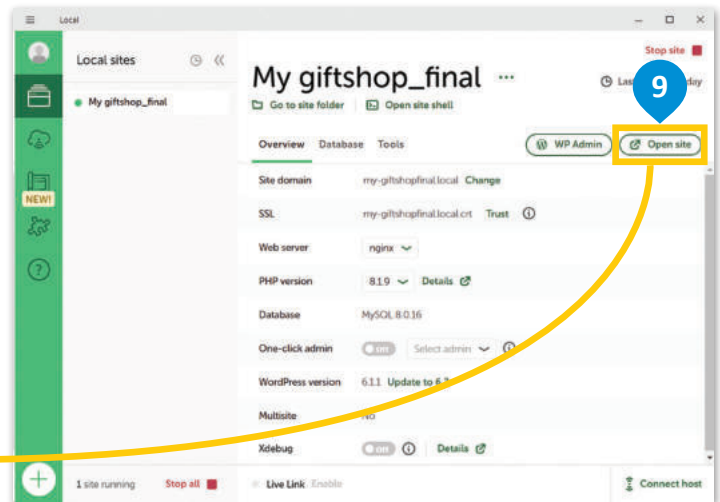 Local
Local sites
My giftshop_final
NEW!
1 site running Stop all
Stop site
My giftshop_final ...
9
Go to site folder Open site shell
Overview Database Tools WP Admin Open site
Site domain my-giftshopfinal.local Change
SSL my-giftshopfinal.local.crt Trust
Web server nginx
PHP version 8.1.9 Details
Database MySQL 8.0.16
One-click admin Off Select admin
WordPress version 6.1.1 Update to
Multisite No
Xdebug Off Details
Live Link Enable Connect host